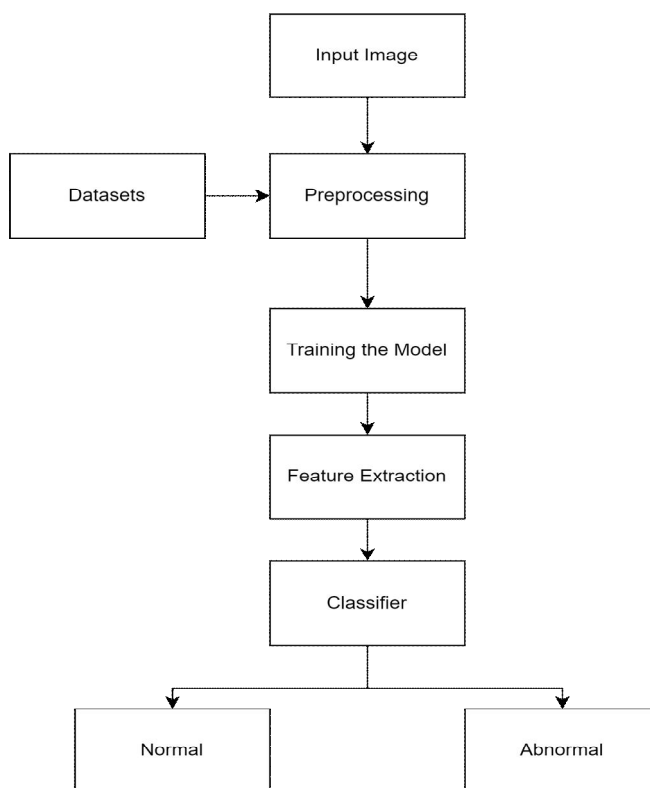 Input Image
Datasets
Preprocessing
Training the Model
Feature Extraction
Classifier
Normal
Abnormal